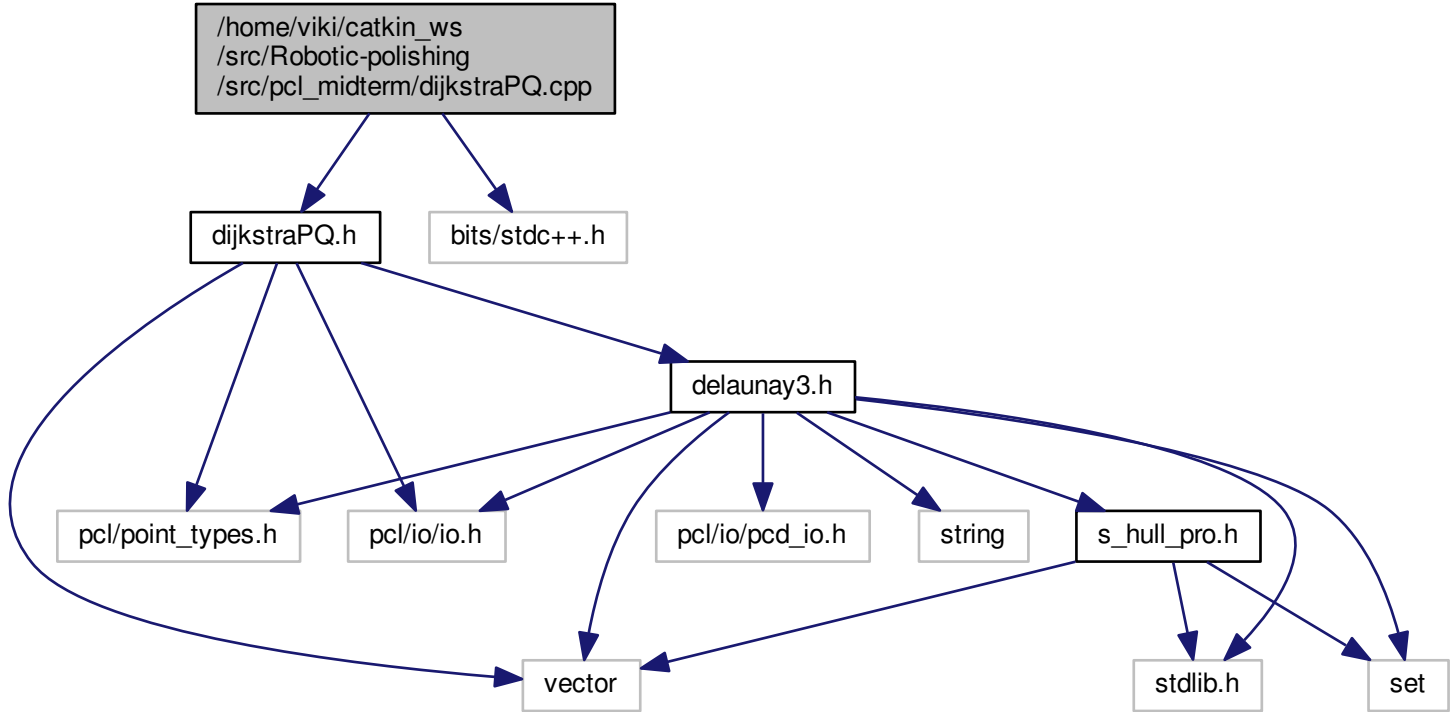 /home/viki/catkin_ws
/src/Robotic-polishing
/src/pcl_midterm/dijkstraPQ.cpp
dijkstraPQ.h
bits/stdc++.h
delaunay3.h
pcl/point_types.h
pcl/io/io.h
pcl/io/pcd_io.h
string
s_hull_pro.h
vector
stdlib.h
set